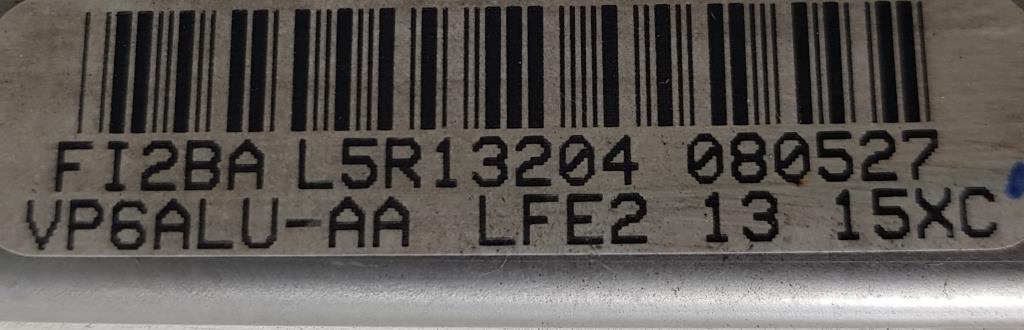 FI2BA L5R13204 080527
VP6ALU-AA LFE2 13 15XC